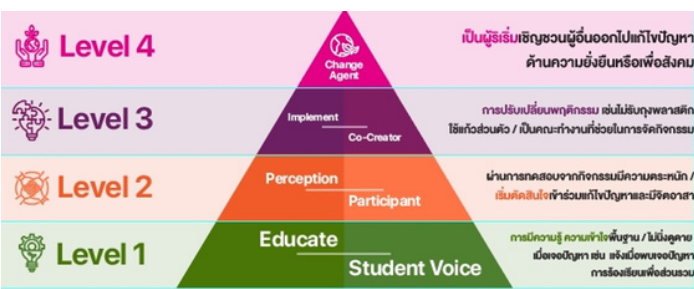 Level 4
Change
Agent
เป็นผู้ริเริ่มเชิญชวนผู้อื่นออกไปแก้ไขปัญหา
ด้านความยั่งยืนหรือเพื่อสังคม
Level 3
Implement
Co-Creator
การปรับเปลี่ยนพฤติกรรม เช่นไม่รับถุงพลาสติก
ใช้แก้วส่วนตัว / เป็นคณะทำงานที่ช่วยในการจัดกิจกรรม
Level 2
Perception
Participant
ผ่านการทดสอบจากกิจกรรมมีความตระหนัก /
เริ่มตัดสินใจเข้าร่วมแก้ไขปัญหาและมีจิตอาสา
Level 1
Educate
Student Voice
การมีความรู้ ความเข้าใจพื้นฐาน / ไม่นิ่งดูดาย
เมื่อเจอปัญหา เช่น แจ้งเมื่อพบเจอปัญหา
การร้องเรียนเพื่อส่วนรวม